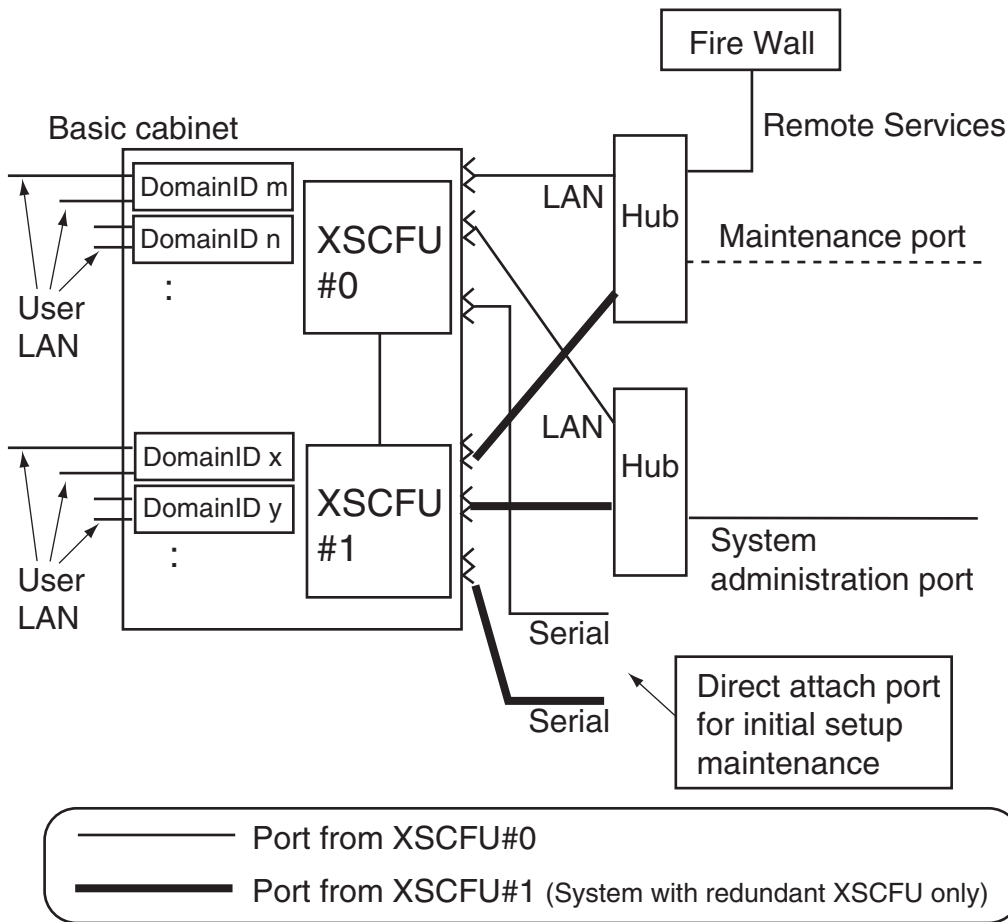 Fire Wall
Remote Services
Basic cabinet
DomainID m
LAN
Hub
XSCFU
#0
DomainID n
Maintenance port
:
User
LAN
LAN
DomainID x
Hub
XSCFU
#1
DomainID y
System
administration port
:
User
LAN
Serial
Direct attach port
for initial setup
maintenance
Serial
Port from XSCFU#0
Port from XSCFU#1 (System with redundant XSCFU only)